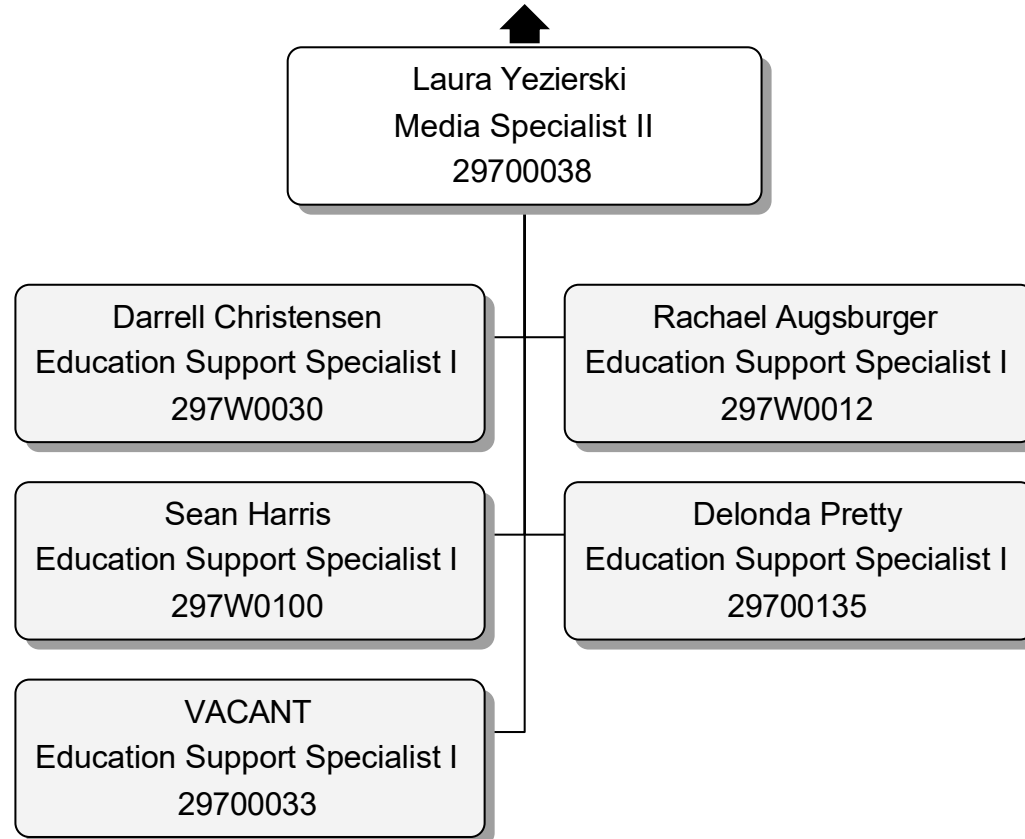 Laura Yezierski
Media Specialist II
29700038
Darrell Christensen
Education Support Specialist I
297W0030
Rachael Augsburger
Education Support Specialist I
297W0012
Sean Harris
Education Support Specialist I
297W0100
Delonda Pretty
Education Support Specialist I
29700135
VACANT
Education Support Specialist I
29700033